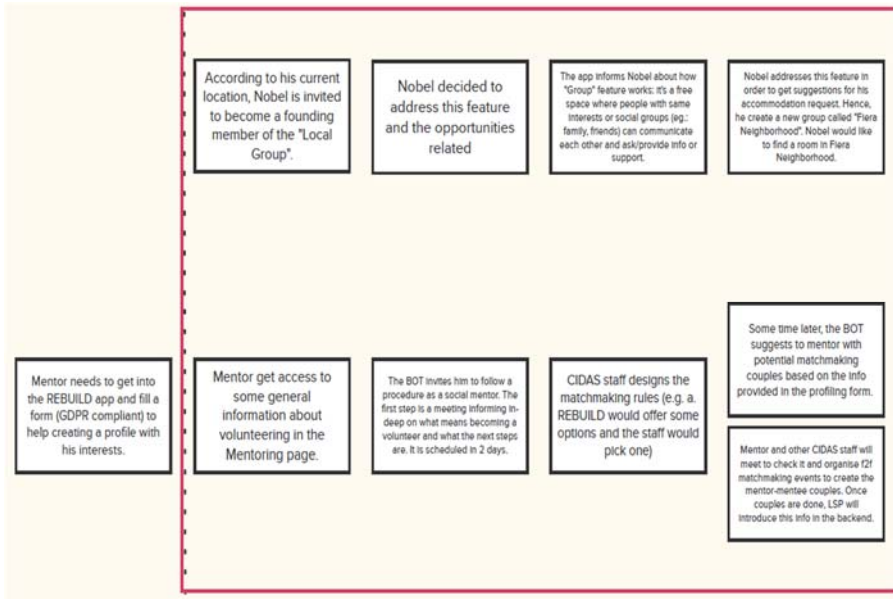 According to his current
location, Nobel is invited
to become a founding
member of the "Local
Group".
Nobel decided to
address this feature
and the opportunities
related
The app informs Nobel about how
"Group" feature works: it's a free
space where people with same
interests or social groups (eg.:
family, friends) can communicate
each other and ask/provide info or
support.
Nobel addresses this feature in
order to get suggestions for his
accommodation request. Hence,
he create a new group called "Fiera
Neighborhood". Nobel would like
to find a room in Fiera
Neighborhood.
Mentor needs to get into
the REBUILD app and fill a
form (GDPR compliant) to
help creating a profile with
his interests.
Mentor get access to
some general
information about
volunteering in the
Mentoring page.
The BOT invites him to follow a
procedure as a social mentor. The
first step is a meeting informing in-
deep on what means becoming a
volunteer and what the next steps
are. It is scheduled in 2 days.
CIDAS staff designs the
matchmaking rules (e.g. a.
REBUILD would offer some
options and the staff would
pick one)
Some time later, the BOT
suggests to mentor with
potential matchmaking
couples based on the info
provided in the profiling form.
Mentor and other CIDAS staff will
meet to check it and organise f2f
matchmaking events to create the
mentor-mentee couples. Once
couples are done, LSP will
introduce this info in the backend.